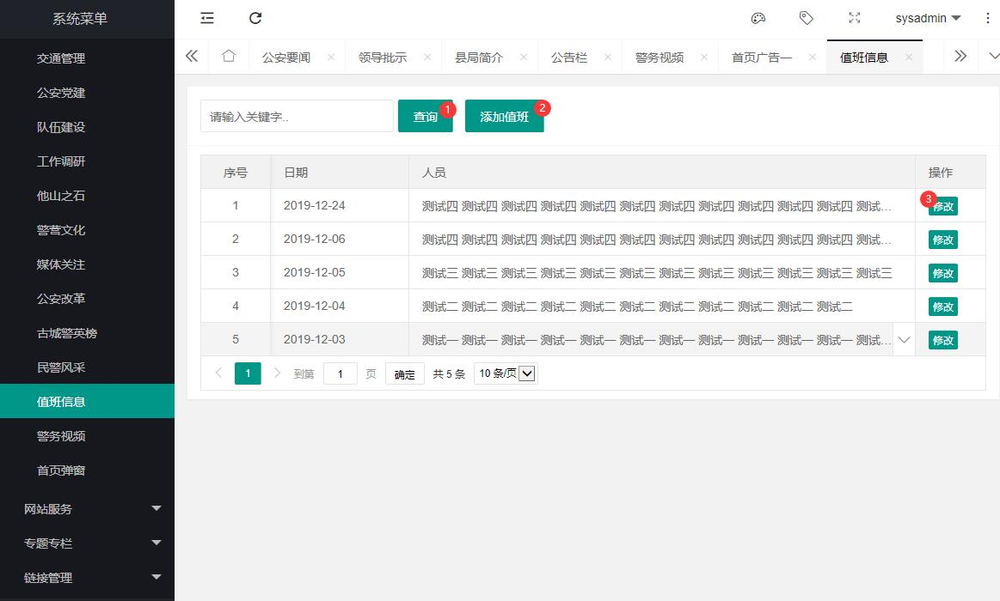 系统菜单
交通管理
公安党建
队伍建设
工作调研
他山之石
警营文化
媒体关注
公安改革
古城警英榜
民警风采
值班信息
警务视频
首页弹窗
网站服务
专题专栏
链接管理
sysadmin
公安要闻 领导批示 县局简介 公告栏 警务视频 首页广告一 值班信息
请输入关键字.. 查询 1 添加值班 2
序号 日期 人员 操作
1 2019-12-24 测试四 测试四 测试四 测试四 测试四 测试四 测试四 测试四 测试四 测试四 测试四 测试... 3 修改
2 2019-12-06 测试四 测试四 测试四 测试四 测试四 测试四 测试四 测试四 测试四 测试四 测试四 测试... 修改
3 2019-12-05 测试三 测试三 测试三 测试三 测试三 测试三 测试三 测试三 测试三 测试三 测试三 测试三 修改
4 2019-12-04 测试二 测试二 测试二 测试二 测试二 测试二 测试二 测试二 测试二 测试二 测试二 修改
5 2019-12-03 测试一 测试一 测试一 测试一 测试一 测试一 测试一 测试一 测试一 测试一 测试一 测试... 修改
1 到第 1 页 确定 共 5 条 10 条/页